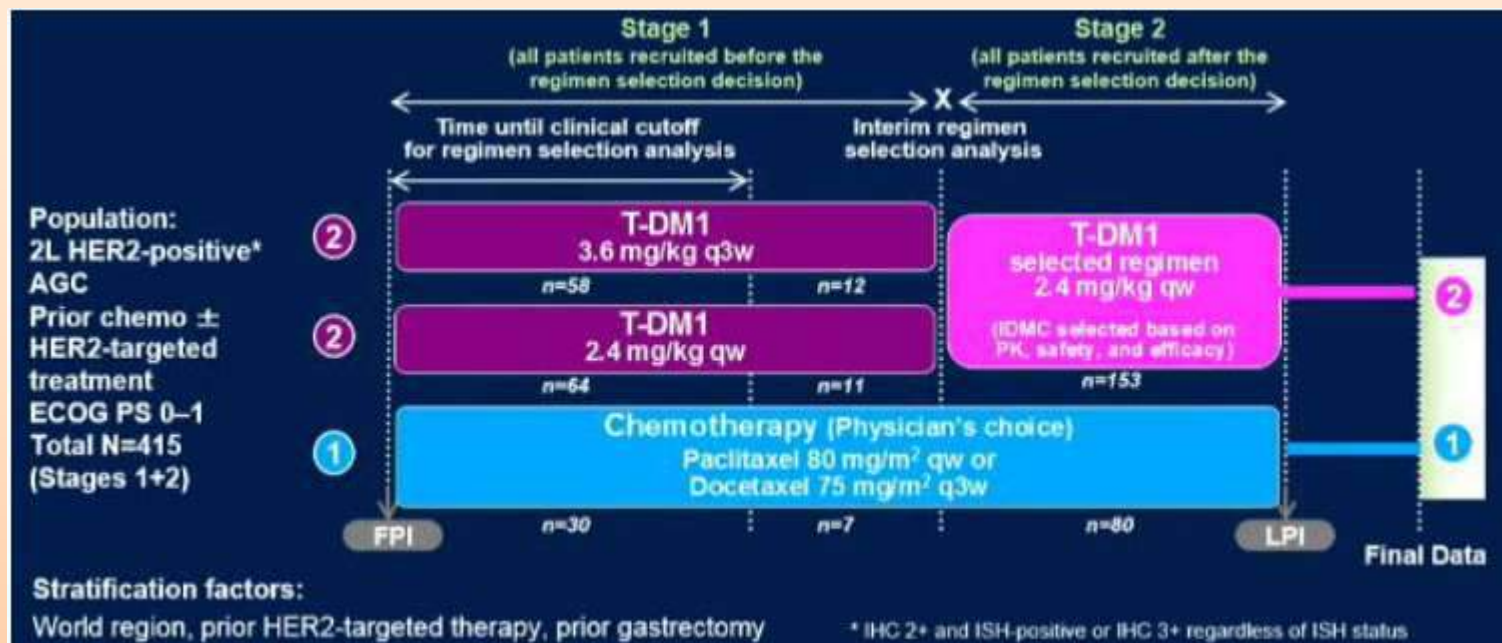 Stage 1
(all patients recruited before the
regimen selection decision)
Stage 2
(all patients recruited after the
regimen selection decision)
X
Time until clinical cutoff
for regimen selection analysis
Interim regimen
selection analysis
Population:
2L HER2-positive*
AGC
Prior chemo ±
HER2-targeted
treatment
ECOG PS 0–1
Total N=415
(Stages 1+2)
2
T-DM1
3.6 mg/kg q3w
n=58
n=12
2
T-DM1
2.4 mg/kg qw
n=64
n=11
T-DM1
selected regimen
2.4 mg/kg qw
(IDMC selected based on
PK, safety, and efficacy)
n=153
2
1
Chemotherapy (Physician's choice)
Paclitaxel 80 mg/m² qw or
Docetaxel 75 mg/m² q3w
n=30
n=7
n=80
1
FPI
LPI
Final Data
Stratification factors:
World region, prior HER2-targeted therapy, prior gastrectomy
* IHC 2+ and ISH-positive or IHC 3+ regardless of ISH status